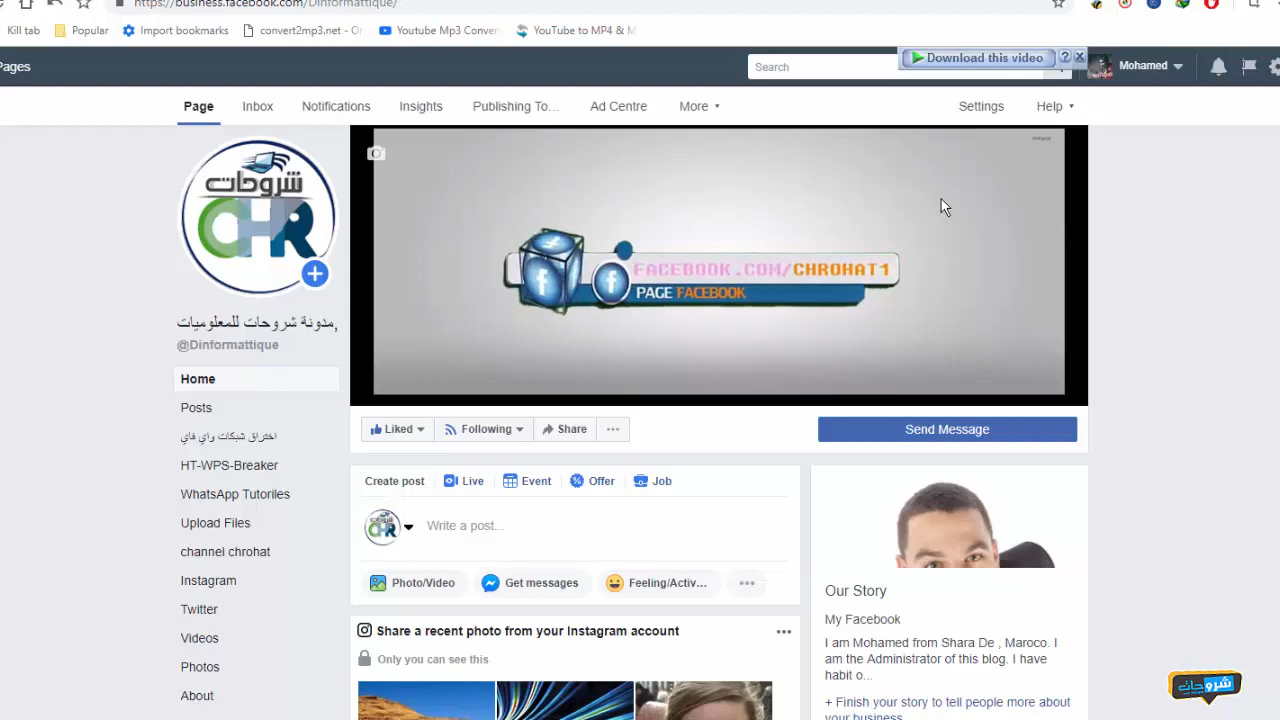 https://business.facebook.com/Dinformattique/
Kill tab
Popular
Import bookmarks
convert2mp3.net - On
Youtube Mp3 Conver
YouTube to MP4 & M
Pages
Search
Download this video
?
Mohamed
Page
Inbox
Notifications
Insights
Publishing To...
Ad Centre
More
Settings
Help
شروحات
CHR
مدونة شروحات للمعلوميات,
@Dinformattique
FACEBOOK.COM/CHROHAT1
PAGE FACEBOOK
Home
Posts
اختراق شبكات واي فاي
HT-WPS-Breaker
WhatsApp Tutoriles
Upload Files
channel chrohat
Instagram
Twitter
Videos
Photos
About
Liked
Following
Share
Send Message
Create post
Live
Event
Offer
Job
CHR
Write a post...
Photo/Video
Get messages
Feeling/Activ...
Share a recent photo from your Instagram account
Only you can see this
Our Story
My Facebook
I am Mohamed from Shara De , Maroco. I
am the Administrator of this blog. I have
habit o...
+ Finish your story to tell people more about
your business
شروحات